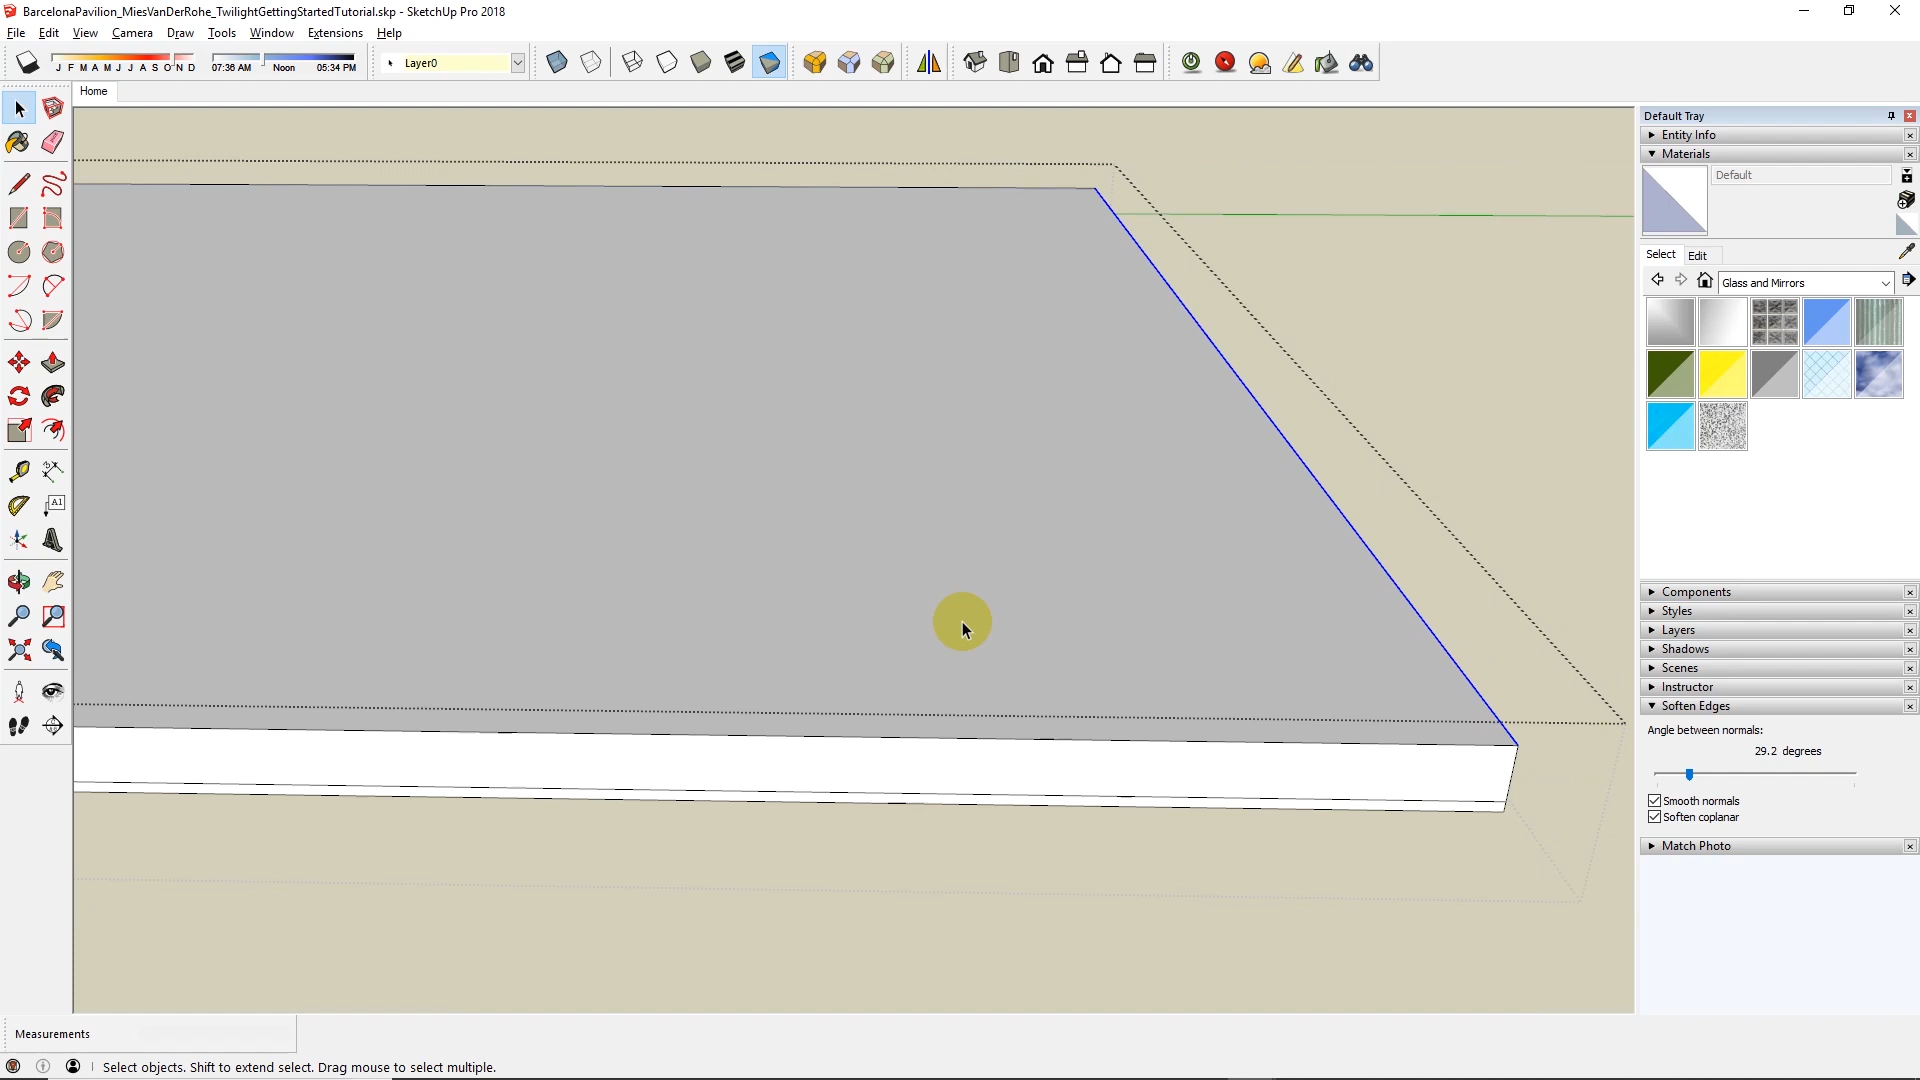 BarcelonaPavilion_MiesVanDerRohe_TwilightGettingStartedTutorial.skp - SketchUp Pro 2018
File Edit View Camera Draw Tools Window Extensions Help
J F M A M J J A S O N D
07:36 AM Noon 05:34 PM
Layer0
Home
Default Tray
Entity Info
Materials
Default
Select Edit
Glass and Mirrors
A1
Components
Styles
Layers
Shadows
Scenes
Instructor
Soften Edges
Angle between normals:
29.2 degrees
Smooth normals
Soften coplanar
Match Photo
Measurements
Select objects. Shift to extend select. Drag mouse to select multiple.